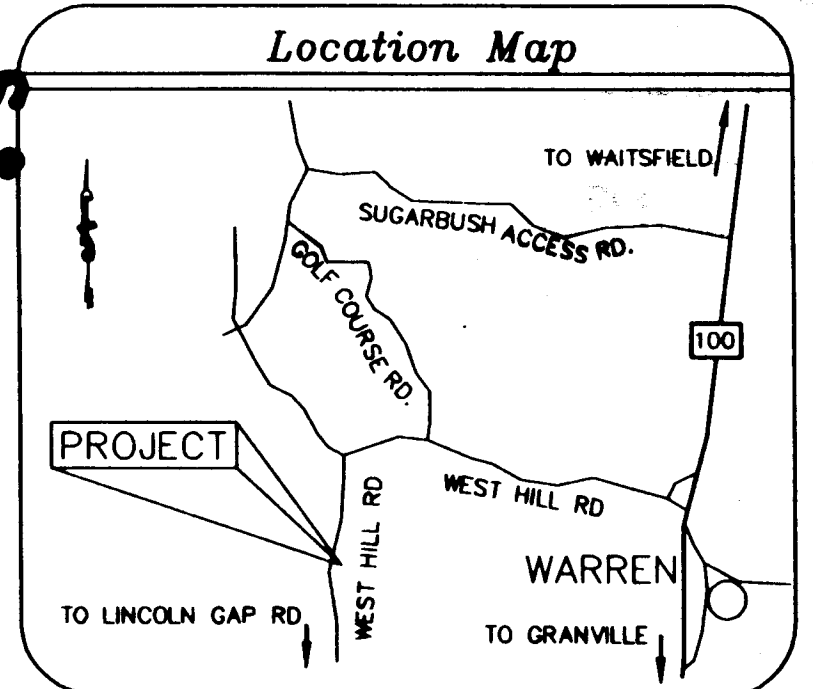 Location Map
TO WAITSFIELD
SUGARBUSH ACCESS RD.
GOLF COURSE RD.
100
PROJECT
WEST HILL RD
WEST HILL RD
WARREN
TO LINCOLN GAP RD
TO GRANVILLE